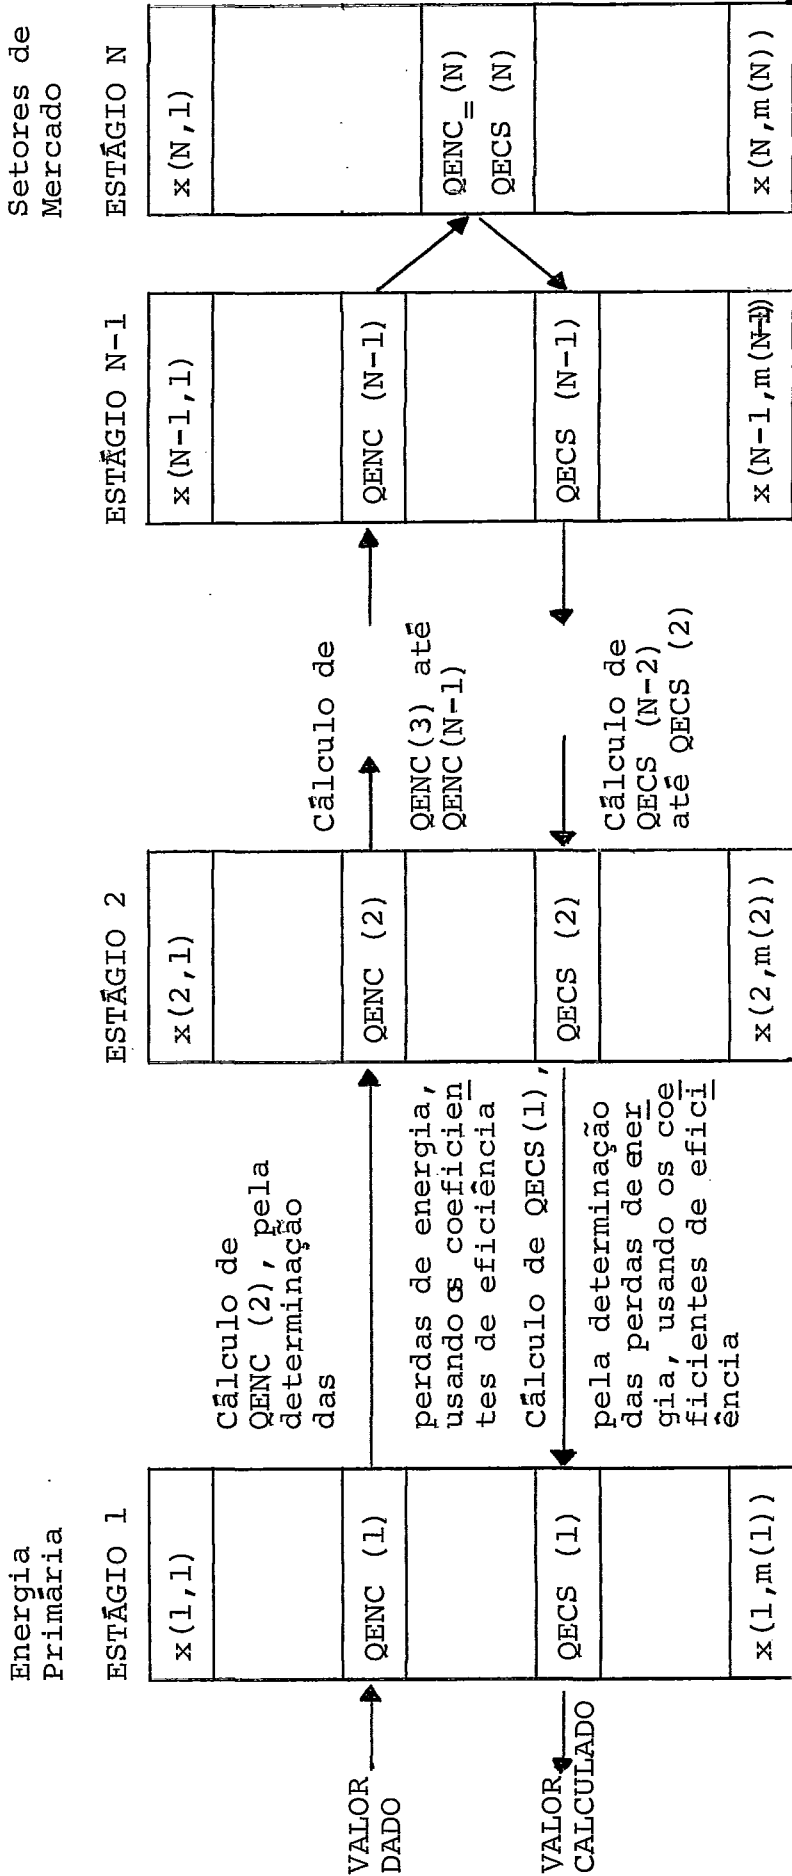 Energia
Primária
Setores de
Mercado
ESTÁGIO 1
ESTÁGIO 2
ESTÁGIO N-1
ESTÁGIO N
x(1,1)
x(2,1)
x(N-1,1)
x(N,1)
Cálculo de
QENC (2), pela
determinação
das
Cálculo de
VALOR
DADO
QENC (1)
QENC (2)
QENC (N-1)
QENC (N)
=
QECS (N)
perdas de energia,
usando os coeficien
tes de eficiência
QENC(3) até
QENC(N-1)
Cálculo de QECS(1),
VALOR
CALCULADO
QECS (1)
QECS (2)
QECS (N-1)
pela determinação
das perdas de ener
gia, usando os coe
ficientes de efici
ência
Cálculo de
QECS (N-2)
até QECS (2)
x(1,m(1))
x(2,m(2))
x(N-1,m(N-1))
x(N,m(N))